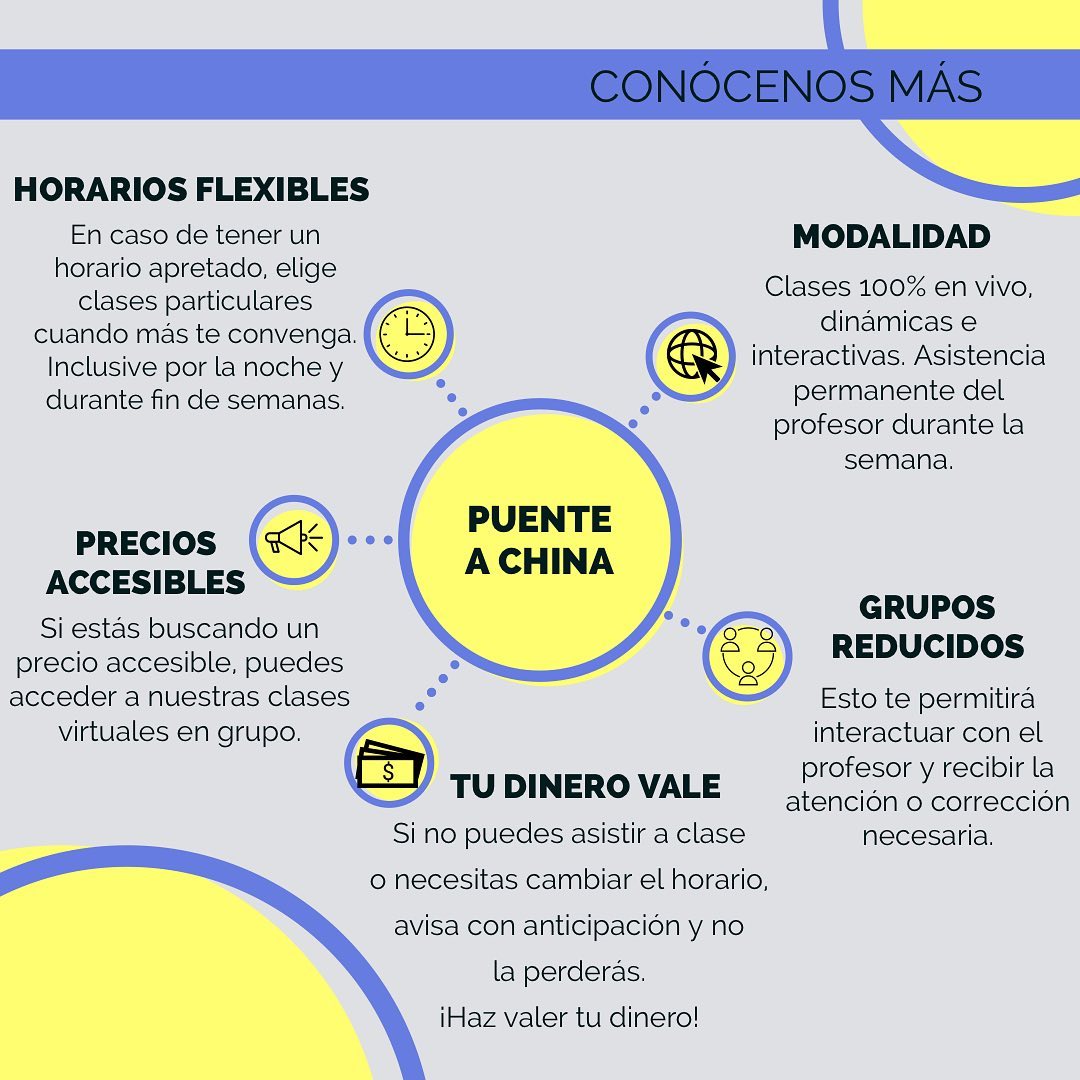 CONÓCENOS MÁS
HORARIOS FLEXIBLES
En caso de tener un
horario apretado, elige
clases particulares
cuando más te convenga.
Inclusive por la noche y
durante fin de semanas.
MODALIDAD
Clases 100% en vivo,
dinámicas e
interactivas. Asistencia
permanente del
profesor durante la
semana.
PUENTE
A CHINA
PRECIOS
ACCESIBLES
Si estás buscando un
precio accesible, puedes
acceder a nuestras clases
virtuales en grupo.
GRUPOS
REDUCIDOS
Esto te permitirá
interactuar con el
profesor y recibir la
atención o corrección
necesaria.
$
TU DINERO VALE
Si no puedes asistir a clase
o necesitas cambiar el horario,
avisa con anticipación y no
la perderás.
¡Haz valer tu dinero!